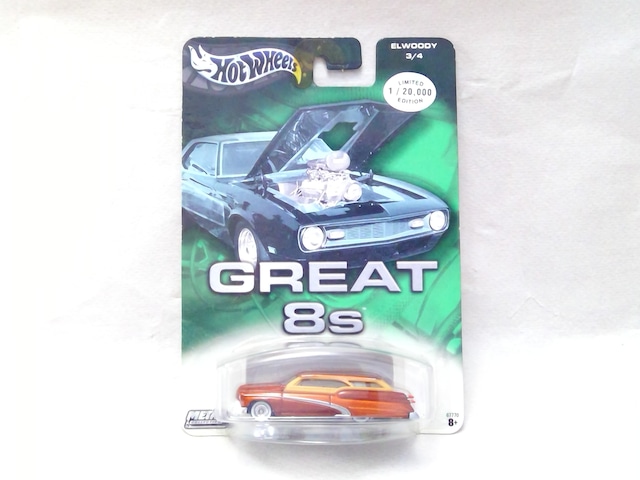 HOT WHEELS
ELWOODY
3/4
LIMITED
1 / 20,000
EDITION
GREAT
8s
8+